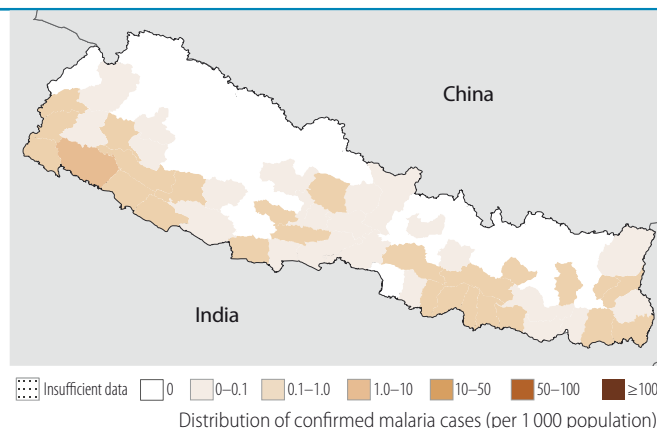 China
India
Insufficient data 0 0–0.1 0.1–1.0 1.0–10 10–50 50–100 ≥100
Distribution of confirmed malaria cases (per 1 000 population)